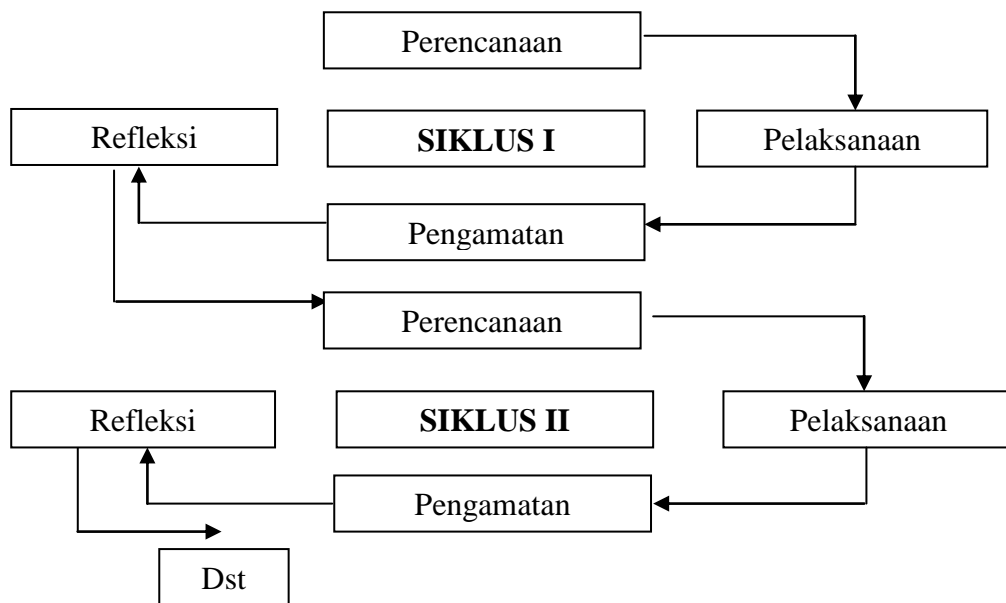 Perencanaan
Refleksi
SIKLUS I
Pelaksanaan
Pengamatan
Perencanaan
Refleksi
SIKLUS II
Pelaksanaan
Pengamatan
Dst